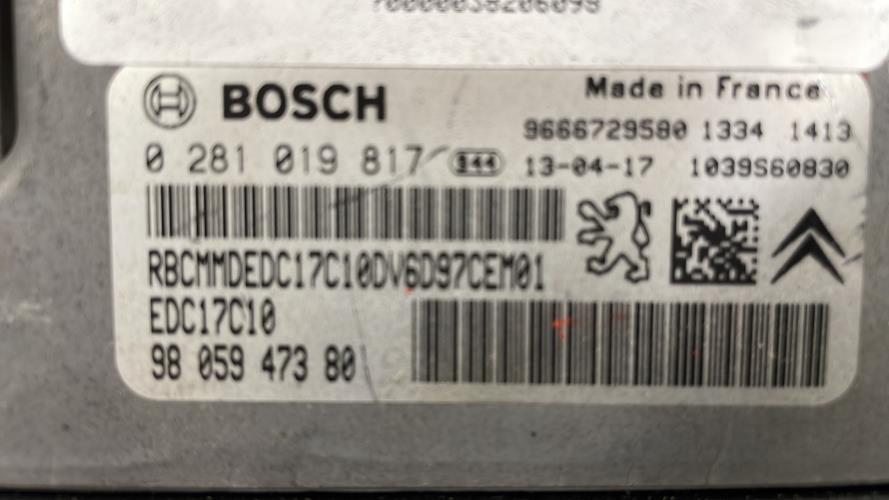 BOSCH
Made in France
9666729580 1334 1413
0 281 019 817
344 13-04-17 1039S60830
RBCMMDEDC17C10DV6D97CEM01
EDC17C10
98 059 473 80